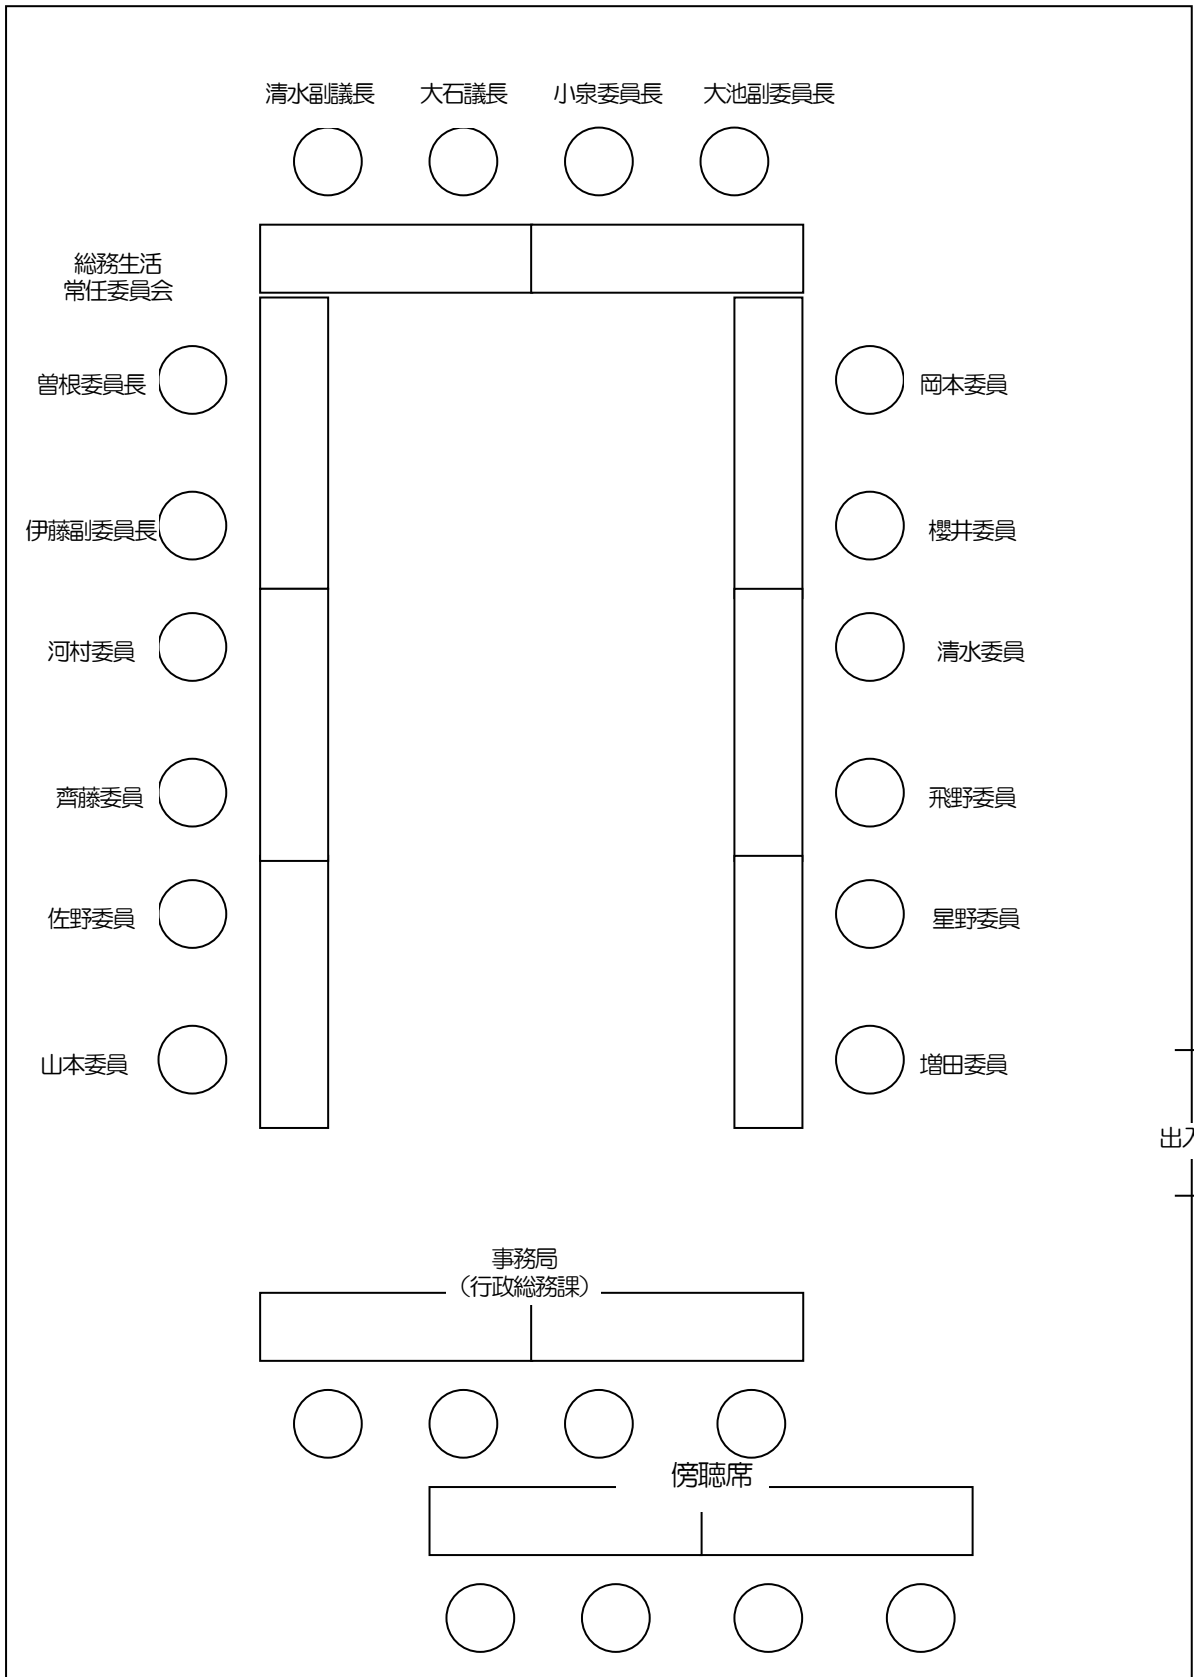 清水副議長 大石議長 小泉委員長 大池副委員長
総務生活
常任委員会
曽根委員長 岡本委員
伊藤副委員長 櫻井委員
河村委員 清水委員
齊藤委員 飛野委員
佐野委員 星野委員
山本委員 増田委員
出入
事務局
（行政総務課）
傍聴席